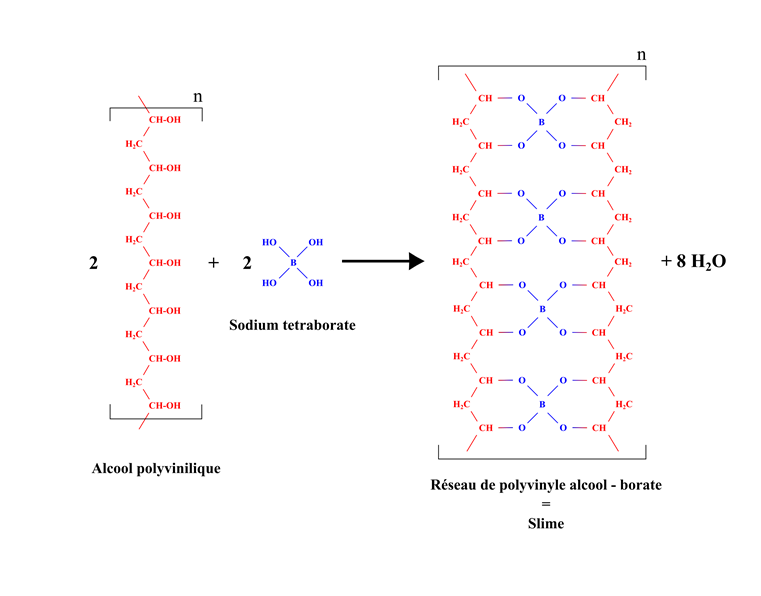 n
2
CH-OH
H₂C
CH-OH
H₂C
CH-OH
H₂C
CH-OH
H₂C
CH-OH
H₂C
CH-OH
H₂C
CH-OH
Alcool polyvinilique
+
2
HO OH
B
HO OH
Sodium tetraborate
n
CH O O CH
H₂C B CH₂
CH O O CH
H₂C CH₂
CH O O CH
H₂C B CH₂
CH O O CH
H₂C CH₂
CH O O CH
H₂C B H₂C
CH O O CH
H₂C H₂C
CH O O CH
H₂C B H₂C
CH O O CH
Réseau de polyvinyle alcool - borate
=
Slime
+ 8 H₂O